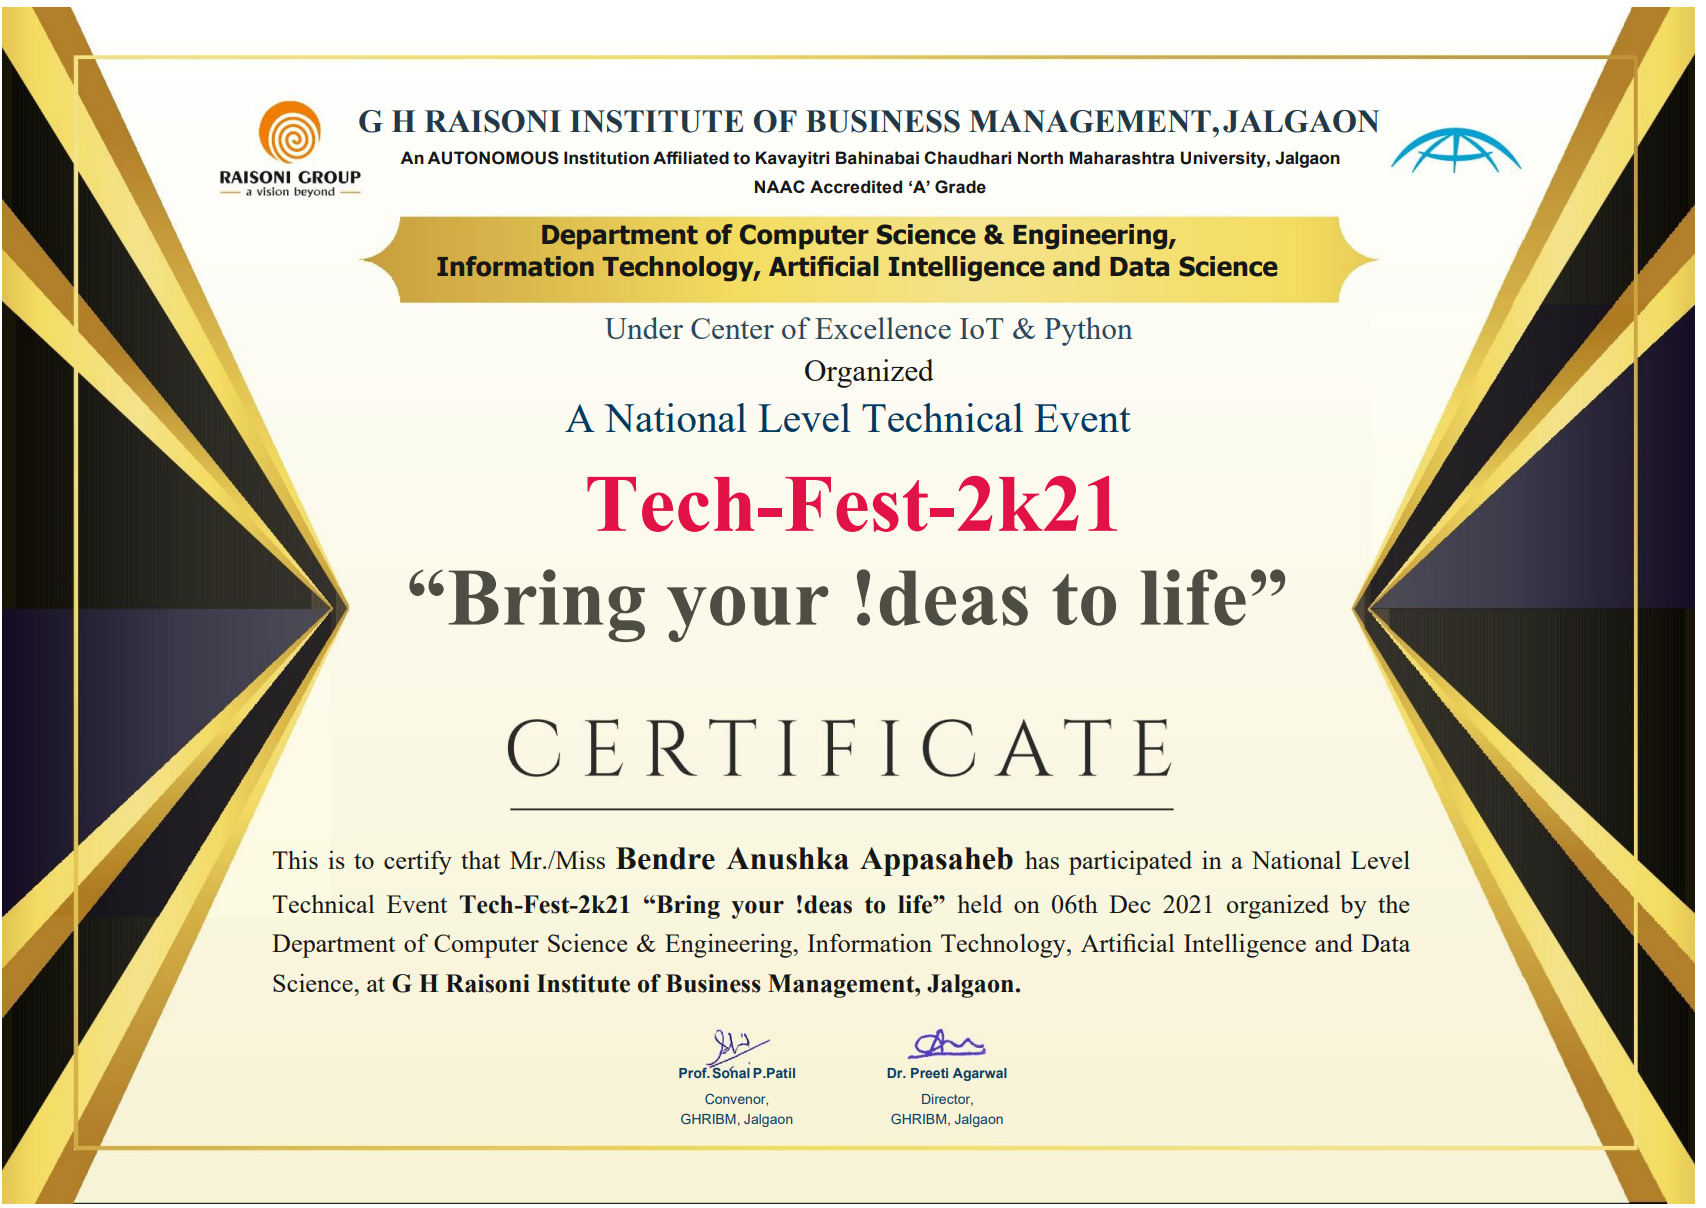 G H RAISONI INSTITUTE OF BUSINESS MANAGEMENT, JALGAON
An AUTONOMOUS Institution Affiliated to Kavayitri Bahinabai Chaudhari North Maharashtra University, Jalgaon
RAISONI GROUP
a vision beyond
NAAC Accredited ‘A’ Grade
Department of Computer Science & Engineering,
Information Technology, Artificial Intelligence and Data Science
Under Center of Excellence IoT & Python
Organized
A National Level Technical Event
Tech-Fest-2k21
“Bring your !deas to life”
CERTIFICATE
This is to certify that Mr./Miss Bendre Anushka Appasaheb has participated in a National Level
Technical Event Tech-Fest-2k21 “Bring your !deas to life” held on 06th Dec 2021 organized by the
Department of Computer Science & Engineering, Information Technology, Artificial Intelligence and Data
Science, at G H Raisoni Institute of Business Management, Jalgaon.
Prof. Sonal P.Patil
Convenor,
GHRIBM, Jalgaon
Dr. Preeti Agarwal
Director,
GHRIBM, Jalgaon